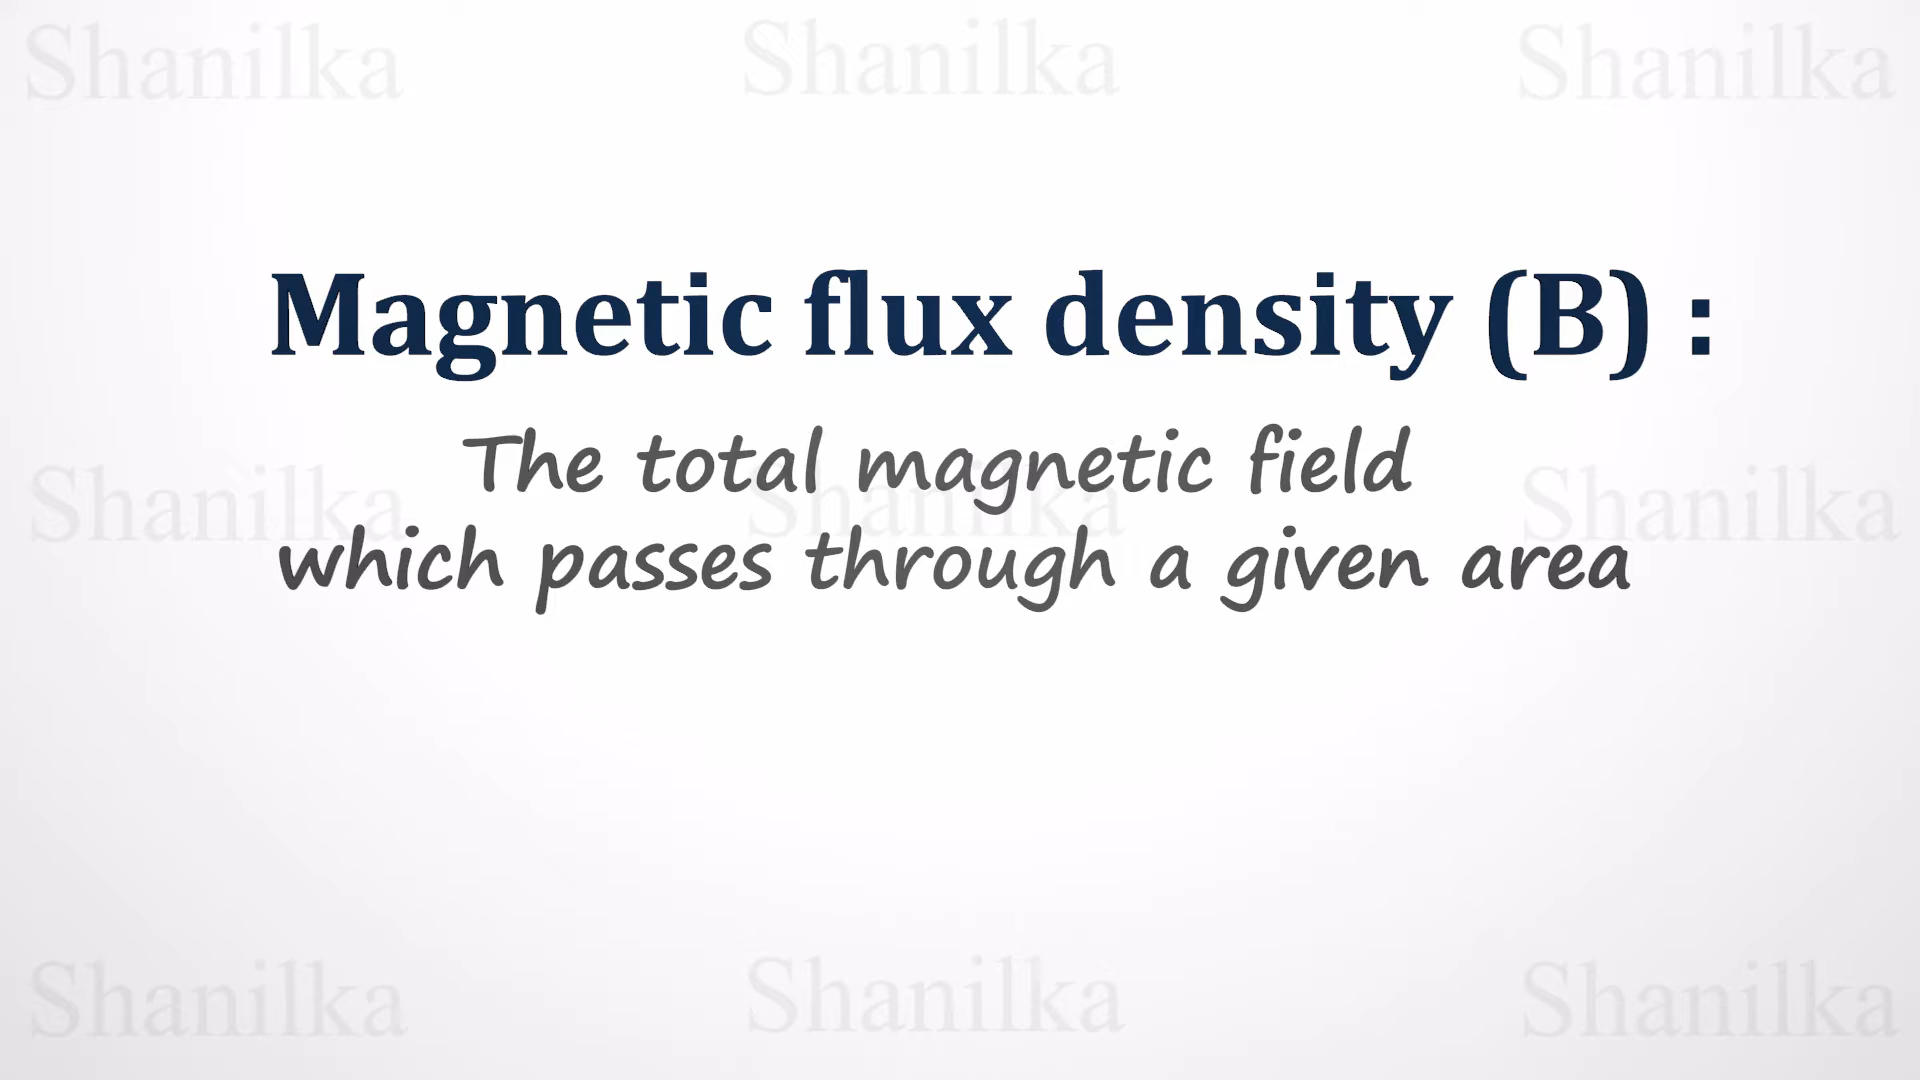 Shanilka Shanilka Shanilka
Magnetic flux density (B) :
The total magnetic field
Shanilka Shanilka Shanilka
which passes through a given area
Shanilka Shanilka Shanilka